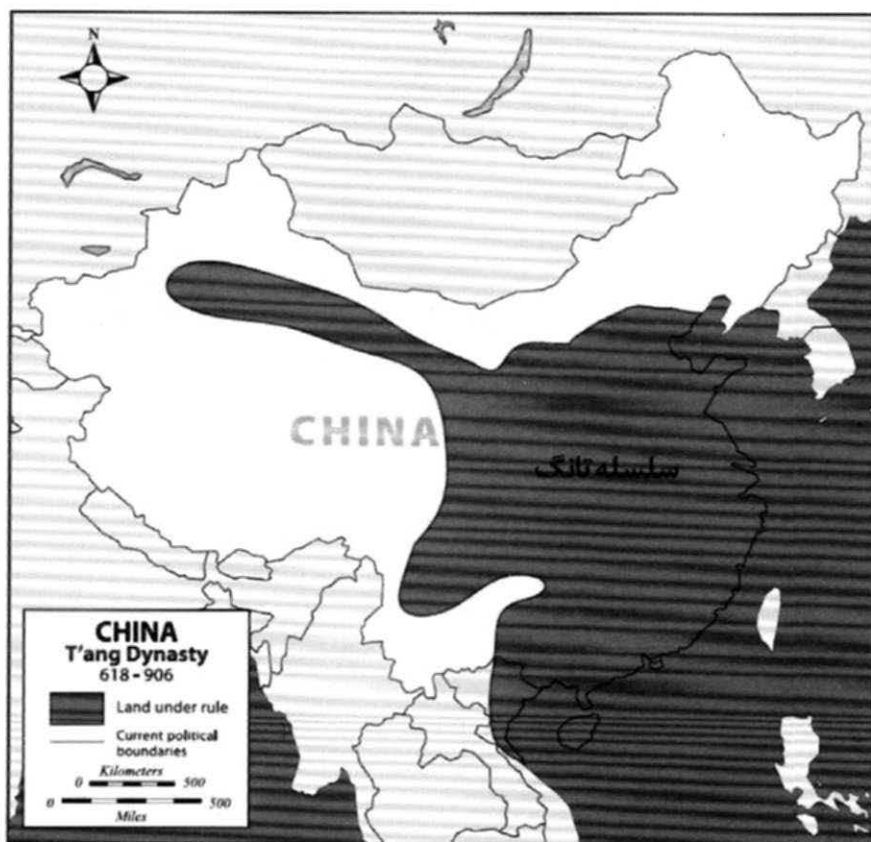 N
CHINA
سلسله تانگ
CHINA
T'ang Dynasty
618 - 906
Land under rule
Current political
boundaries
Kilometers
0 500
0 500
Miles